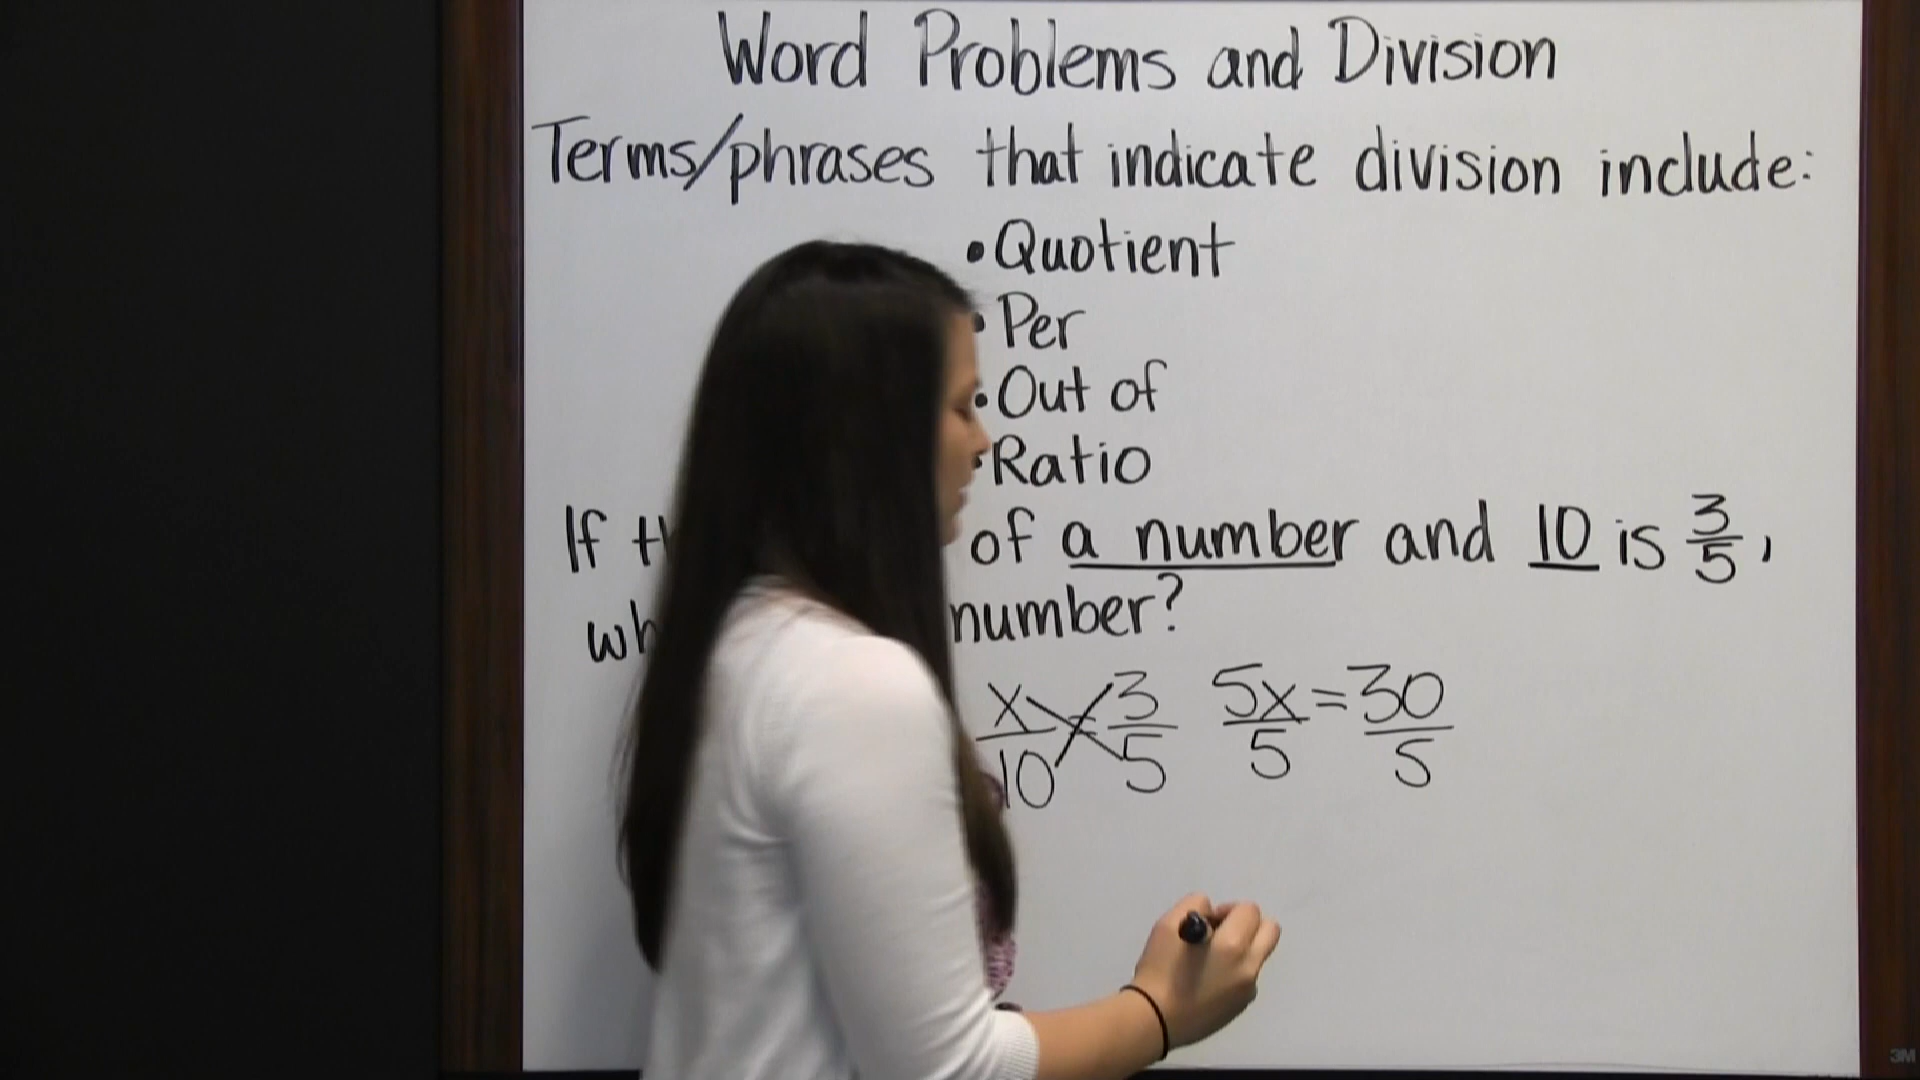 Word Problems and Division
Terms/phrases that indicate division include:
•Quotient
•Per
•Out of
•Ratio
If of a number and 10 is 3/5,
number?
x/10 = 3/5 5x/5 = 30/5
3M